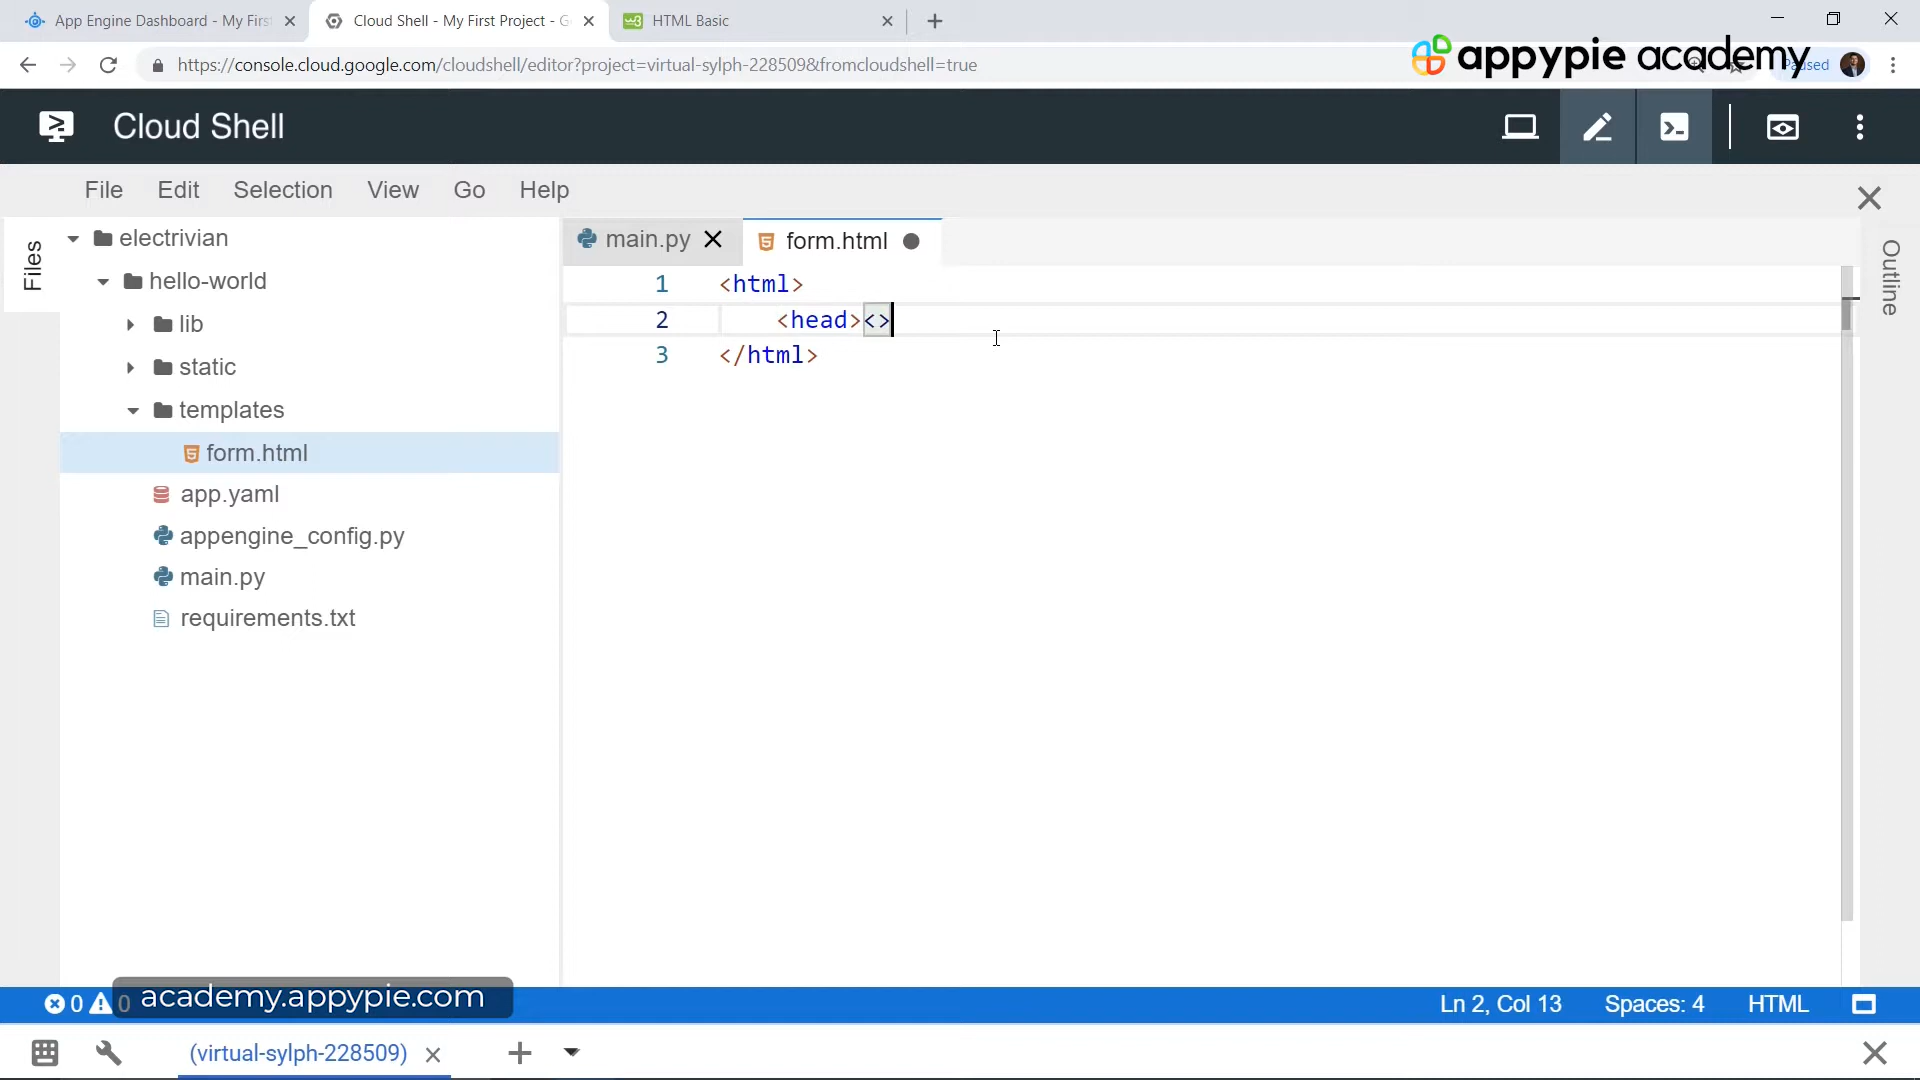 App Engine Dashboard - My Firs
Cloud Shell - My First Project - G
HTML Basic
https://console.cloud.google.com/cloudshell/editor?project=virtual-sylph-228509&fromcloudshell=true
appypie academy
Paused
Cloud Shell
File Edit Selection View Go Help
Files
electrivian
hello-world
lib
static
templates
form.html
app.yaml
appengine_config.py
main.py
requirements.txt
main.py
form.html
1 <html>
2 <head><>
3 </html>
Outline
0 0
academy.appypie.com
Ln 2, Col 13 Spaces: 4 HTML
(virtual-sylph-228509)